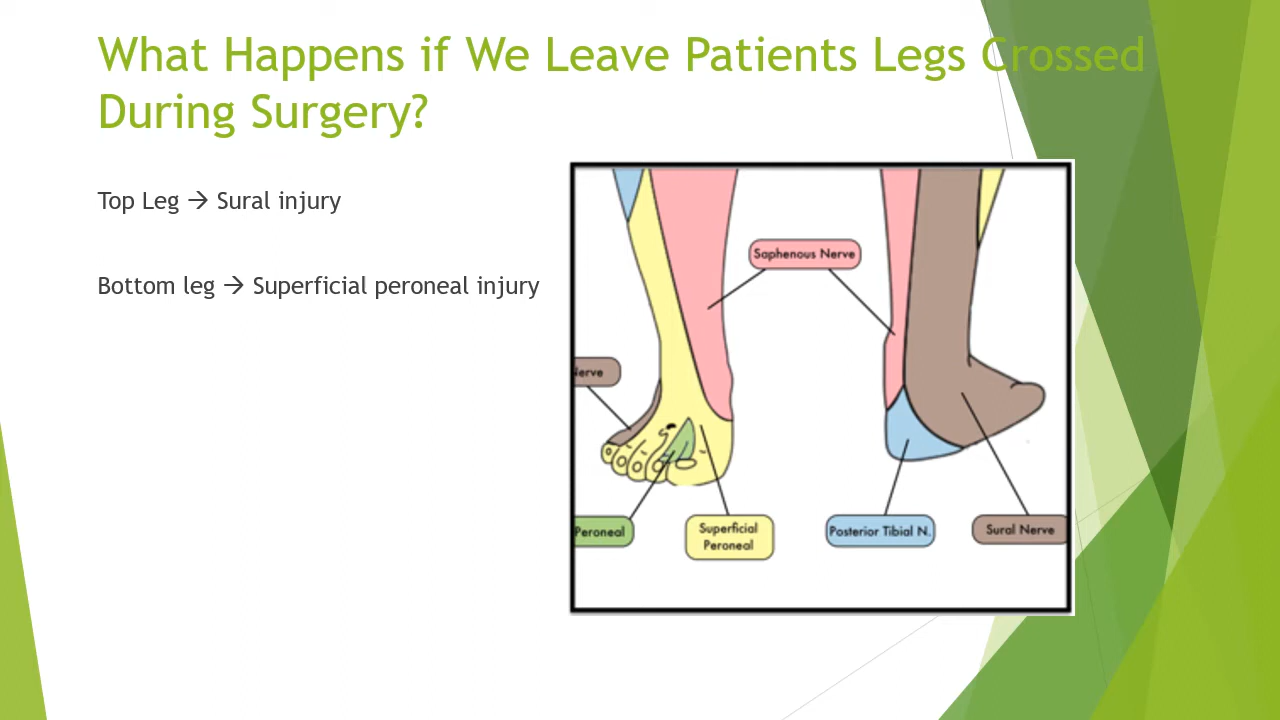 What Happens if We Leave Patients Legs Crossed
During Surgery?
Top Leg → Sural injury
Bottom leg → Superficial peroneal injury
Saphenous Nerve
Nerve
Peroneal
Superficial
Peroneal
Posterior Tibial N.
Sural Nerve